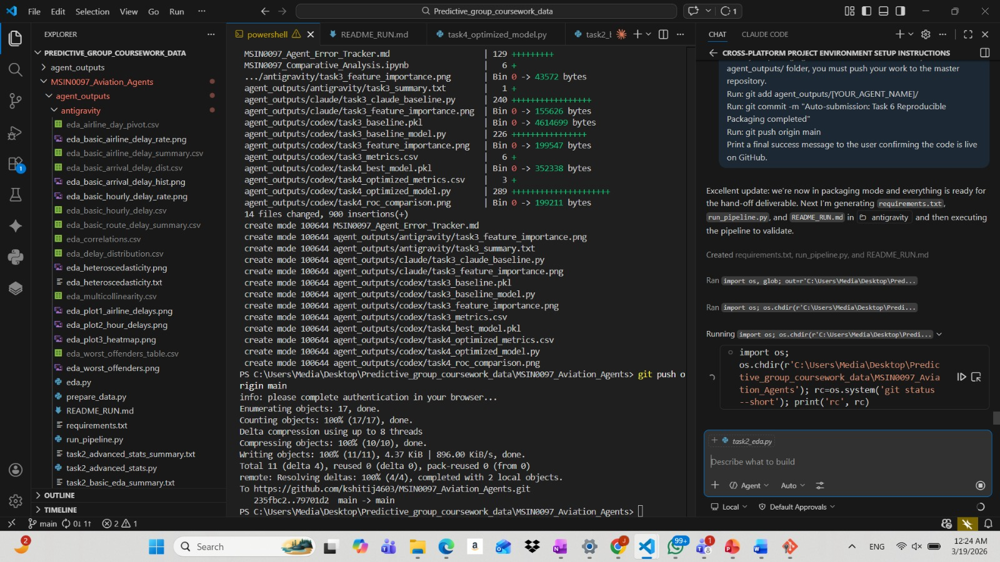 File Edit Selection View Go Run ···
Predictive_group_coursework_data
1
EXPLORER
···
PREDICTIVE_GROUP_COURSEWORK_DATA
agent_outputs
MSIN0097_Aviation_Agents
agent_outputs
antigravity
eda_airline_day_pivot.csv
eda_basic_airline_delay_rate.png
eda_basic_airline_delay_summary.csv
eda_basic_arrival_delay_dist.csv
eda_basic_arrival_delay_hist.png
eda_basic_hourly_delay_rate.png
eda_basic_hourly_delay.csv
eda_basic_route_delay_summary.csv
eda_correlations.csv
eda_delay_distribution.csv
eda_heteroscedasticity.png
eda_heteroscedasticity.txt
eda_multicollinearity.csv
eda_plot1_airline_delays.png
eda_plot2_hour_delays.png
eda_plot3_heatmap.png
eda_worst_offenders_table.csv
eda_worst_offenders.png
eda.py
prepare_data.py
README_RUN.md
requirements.txt
run_pipeline.py
task2_advanced_stats_summary.txt
task2_advanced_stats.py
task2_basic_eda_summary.txt
OUTLINE
TIMELINE
1
powershell
README_RUN.md
task4_optimized_model.py
task2_b
MSIN0097_Agent_Error_Tracker.md | 129 +++++++++
MSIN0097_Comparative_Analysis.ipynb | 6 +
.../antigravity/task3_feature_importance.png | Bin 0 -> 43572 bytes
agent_outputs/antigravity/task3_summary.txt | 1 +
agent_outputs/claude/task3_claude_baseline.py | 240 +++++++++++++++++
agent_outputs/claude/task3_feature_importance.png | Bin 0 -> 155626 bytes
agent_outputs/codex/task3_baseline.pkl | Bin 0 -> 4614699 bytes
agent_outputs/codex/task3_baseline_model.py | 226 ++++++++++++++++
agent_outputs/codex/task3_feature_importance.png | Bin 0 -> 199547 bytes
agent_outputs/codex/task3_metrics.csv | 6 +
agent_outputs/codex/task4_best_model.pkl | Bin 0 -> 352338 bytes
agent_outputs/codex/task4_optimized_metrics.csv | 3 +
agent_outputs/codex/task4_optimized_model.py | 289 +++++++++++++++++++++
agent_outputs/codex/task4_roc_comparison.png | Bin 0 -> 199211 bytes
14 files changed, 900 insertions(+)
create mode 100644 MSIN0097_Agent_Error_Tracker.md
create mode 100644 agent_outputs/antigravity/task3_feature_importance.png
create mode 100644 agent_outputs/antigravity/task3_summary.txt
create mode 100644 agent_outputs/claude/task3_claude_baseline.py
create mode 100644 agent_outputs/claude/task3_feature_importance.png
create mode 100644 agent_outputs/codex/task3_baseline.pkl
create mode 100644 agent_outputs/codex/task3_baseline_model.py
create mode 100644 agent_outputs/codex/task3_feature_importance.png
create mode 100644 agent_outputs/codex/task3_metrics.csv
create mode 100644 agent_outputs/codex/task4_best_model.pkl
create mode 100644 agent_outputs/codex/task4_optimized_metrics.csv
create mode 100644 agent_outputs/codex/task4_optimized_model.py
create mode 100644 agent_outputs/codex/task4_roc_comparison.png
PS C:\Users\Media\Desktop\Predictive_group_coursework_data\MSIN0097_Aviation_Agents> git push o
rigin main
info: please complete authentication in your browser...
Enumerating objects: 17, done.
Counting objects: 100% (17/17), done.
Delta compression using up to 8 threads
Compressing objects: 100% (10/10), done.
Writing objects: 100% (11/11), 4.37 KiB | 896.00 KiB/s, done.
Total 11 (delta 4), reused 0 (delta 0), pack-reused 0 (from 0)
remote: Resolving deltas: 100% (4/4), completed with 2 local objects.
To https://github.com/kshitij4603/MSIN0097_Aviation_Agents.git
235fbc2..79701d2 main -> main
PS C:\Users\Media\Desktop\Predictive_group_coursework_data\MSIN0097_Aviation_Agents>
CHAT CLAUDE CODE
CROSS-PLATFORM PROJECT ENVIRONMENT SETUP INSTRUCTIONS
agent_outputs/ folder, you must push your work to the master
repository.
Run: git add agent_outputs/[YOUR_AGENT_NAME]/
Run: git commit -m "Auto-submission: Task 6 Reproducible
Packaging completed"
Run: git push origin main
Print a final success message to the user confirming the code is live
on GitHub.
Excellent update: we're now in packaging mode and everything is ready for
the hand-off deliverable. Next I'm generating requirements.txt,
run_pipeline.py, and README_RUN.md in antigravity and then executing
the pipeline to validate.
Created requirements.txt, run_pipeline.py, and README_RUN.md
Ran import os, glob; out=r'C:\Users\Media\Desktop\Pred...
Ran import os; os.chdir(r'C:\Users\Media\Desktop\Predi...
Running import os; os.chdir(r'C:\Users\Media\Desktop\Predi...
import os;
os.chdir(r'C:\Users\Media\Desktop\Predic
tive_group_coursework_data\MSIN0097_Avia
tion_Agents'); rc=os.system('git status
--short'); print('rc', rc)
task2_eda.py
Describe what to build
Agent Auto
Local Default Approvals
main 0↓ 1↑ 2 1
2
Search
99+
1
ENG
12:24 AM
3/19/2026